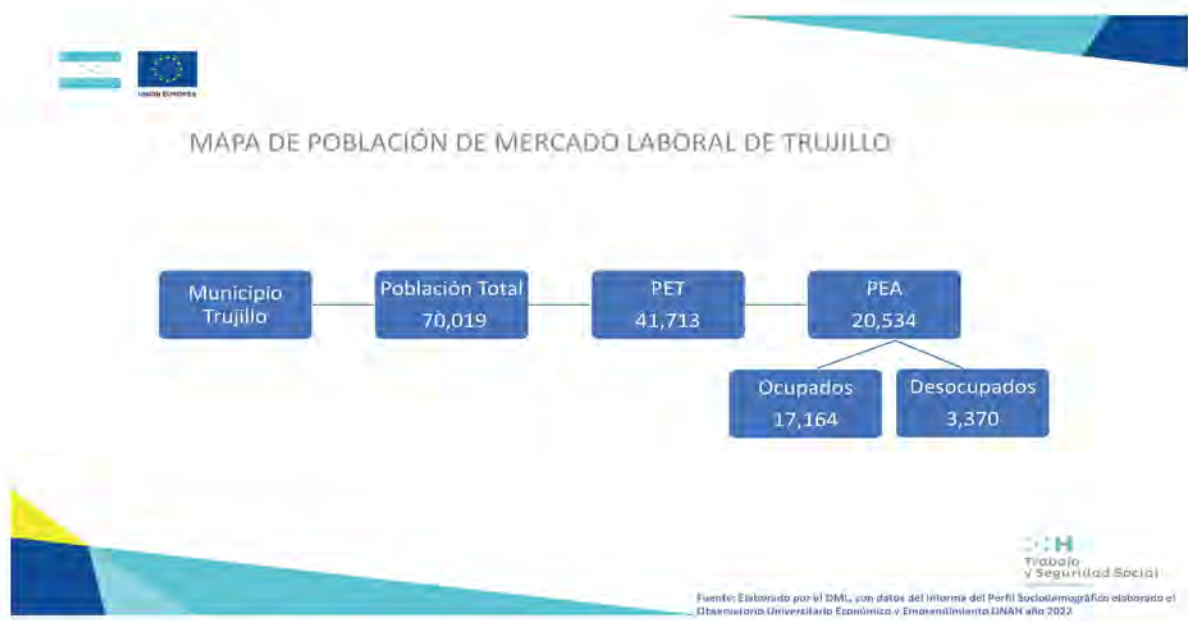 UNIÓN EUROPEA
MAPA DE POBLACIÓN DE MERCADO LABORAL DE TRUJILLO
Municipio
Trujillo
Población Total
70,019
PET
41,713
PEA
20,534
Ocupados
17,164
Desocupados
3,370
Trabajo
y Seguridad Social
Fuente: Elaborado por el DML, con datos del Informe del Perfil Sociodemográfico elaborado el
Observatorio Universitario Económico y Emprendimiento UNAH año 2022